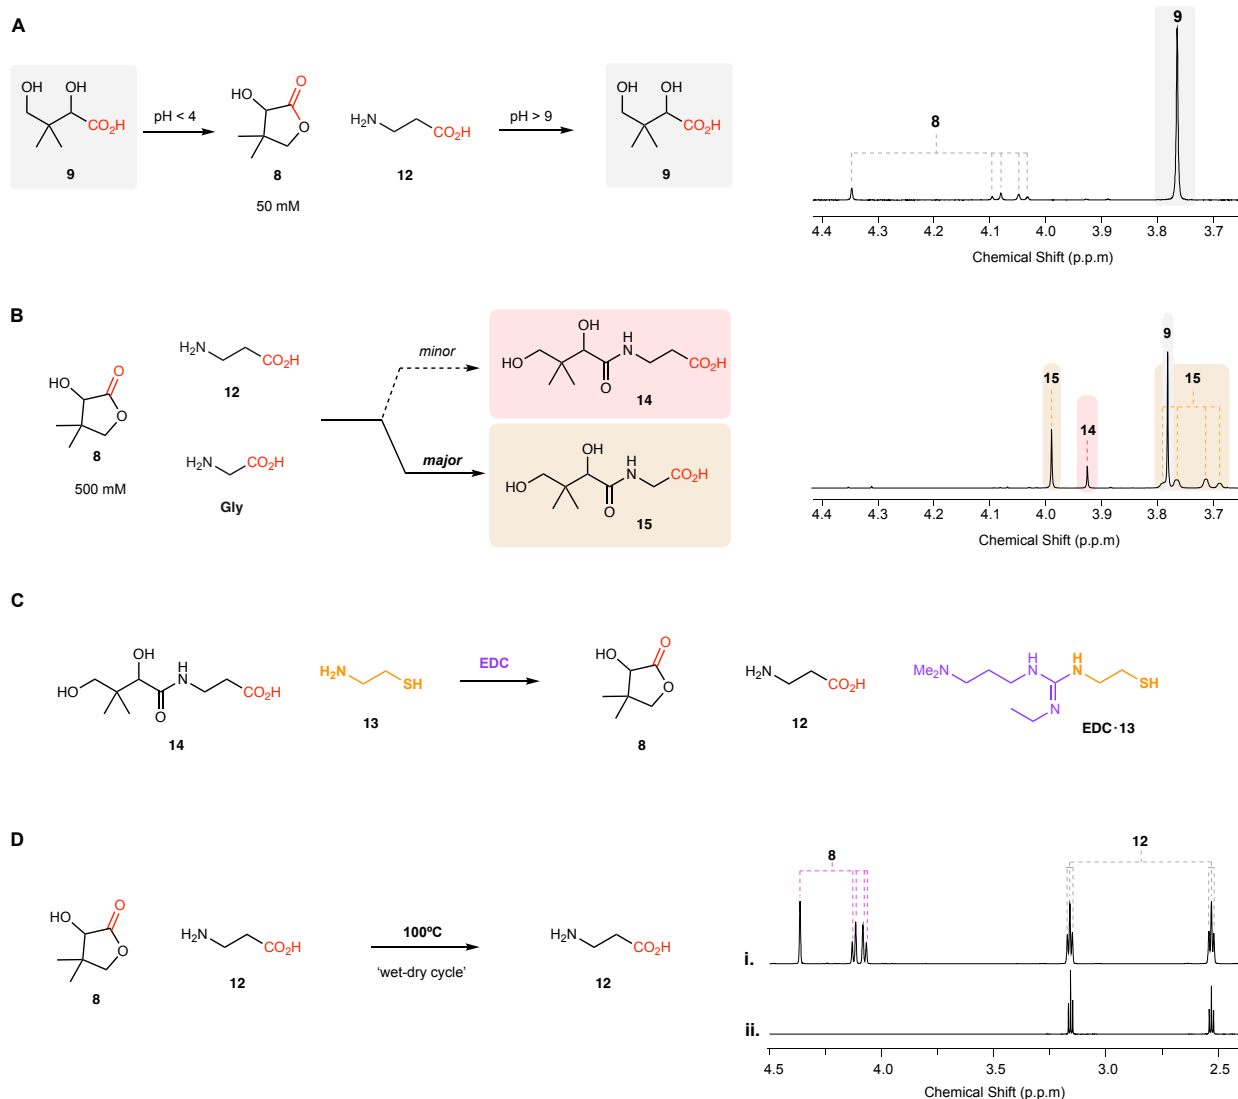 A
OH
OH
CO2H
9
pH < 4
HO
O
O
8
50 mM
H2N
CO2H
12
pH > 9
OH
OH
CO2H
9
8
9
4.4 4.3 4.2 4.1 4.0 3.9 3.8 3.7
Chemical Shift (p.p.m)
B
HO
O
O
8
500 mM
H2N
CO2H
12
H2N
CO2H
Gly
minor
major
OH
H
N
HO
CO2H
O
14
OH
H
N
HO
CO2H
O
15
15
14
9
15
4.4 4.3 4.2 4.1 4.0 3.9 3.8 3.7
Chemical Shift (p.p.m)
C
OH
H
N
HO
CO2H
O
14
H2N
SH
13
EDC
HO
O
O
8
H2N
CO2H
12
Me2N
H
N
H
N
SH
N
EDC·13
D
HO
O
O
8
H2N
CO2H
12
100ºC
‘wet-dry cycle’
H2N
CO2H
12
8
12
i.
ii.
4.5 4.0 3.5 3.0 2.5
Chemical Shift (p.p.m)